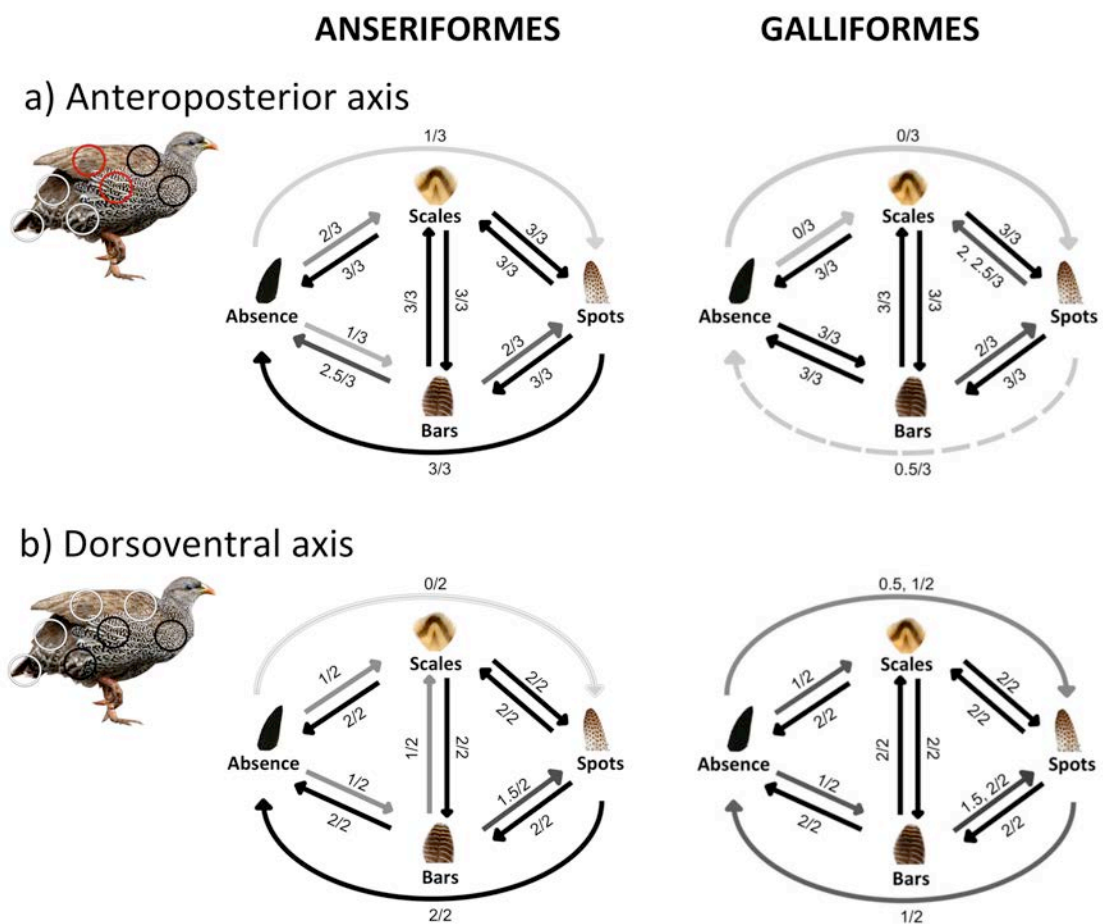 ANSERIFORMES GALLIFORMES
a) Anteroposterior axis
1/3
Scales
2/3
3/3
3/3
3/3
Absence
3/3
3/3
Spots
1/3
2.5/3
2/3
3/3
Bars
3/3
0/3
Scales
0/3
3/3
3/3
2, 2.5/3
Absence
3/3
3/3
Spots
3/3
3/3
2/3
3/3
Bars
0.5/3
b) Dorsoventral axis
0/2
Scales
1/2
2/2
2/2
2/2
Absence
1/2
2/2
Spots
1/2
2/2
1.5/2
2/2
Bars
2/2
0.5, 1/2
Scales
1/2
2/2
2/2
2/2
Absence
2/2
2/2
Spots
1/2
2/2
1.5, 2/2
2/2
Bars
1/2